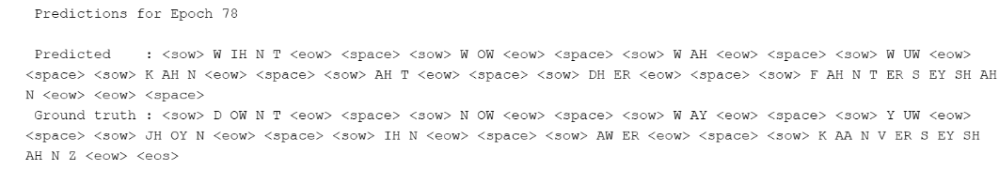 Predictions for Epoch 78
Predicted    : <sow> W IH N T <eow> <space> <sow> W OW <eow> <space> <sow> W AH <eow> <space> <sow> W UW <eow>
<space> <sow> K AH N <eow> <space> <sow> AH T <eow> <space> <sow> DH ER <eow> <space> <sow> F AH N T ER S EY SH AH
N <eow> <eow> <space>
Ground truth : <sow> D OW N T <eow> <space> <sow> N OW <eow> <space> <sow> W AY <eow> <space> <sow> Y UW <eow>
<space> <sow> JH OY N <eow> <space> <sow> IH N <eow> <space> <sow> AW ER <eow> <space> <sow> K AA N V ER S EY SH
AH N Z <eow> <eos>